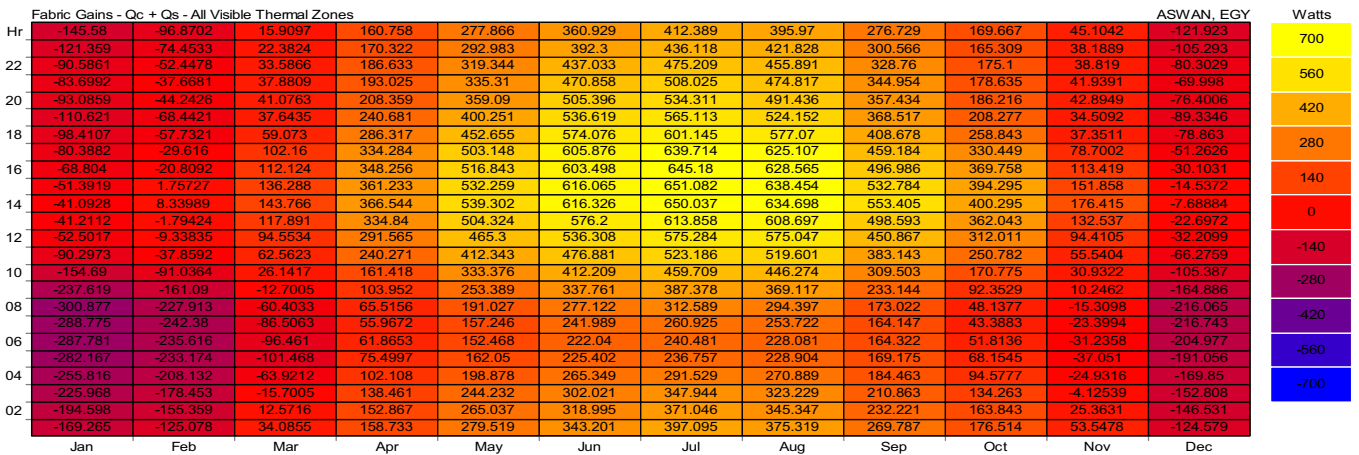 Fabric Gains - Qc + Qs - All Visible Thermal Zones ASWAN, EGY Watts
Hr -145.58 -96.8702 15.9097 160.758 277.866 360.929 412.389 395.97 276.729 169.667 45.1042 -121.923
-121.359 -74.4533 22.3824 170.322 292.983 392.3 436.118 421.828 300.566 165.309 38.1889 -105.293 700
22 -90.5861 -52.4478 33.5866 186.633 319.344 437.033 475.209 455.891 328.76 175.1 38.819 -80.3029
-83.6992 -37.6681 37.8809 193.025 335.31 470.858 508.025 474.817 344.954 178.635 41.9391 -69.998 560
20 -93.0859 -44.2426 41.0763 208.359 359.09 505.396 534.311 491.436 357.434 186.216 42.8949 -76.4006
-110.621 -68.4421 37.6435 240.681 400.251 536.619 565.113 524.152 368.517 208.277 34.5092 -89.3346 420
18 -98.4107 -57.7321 59.073 286.317 452.655 574.076 601.145 577.07 408.678 258.843 37.3511 -78.863
-80.3882 -29.616 102.16 334.284 503.148 605.876 639.714 625.107 459.184 330.449 78.7002 -51.2626 280
16 -68.804 -20.8092 112.124 348.256 516.843 603.498 645.18 628.565 496.986 369.758 113.419 -30.1031
-51.3919 1.75727 136.288 361.233 532.259 616.065 651.082 638.454 532.784 394.295 151.858 -14.5372 140
14 -41.0928 8.33989 143.766 366.544 539.302 616.326 650.037 634.698 553.405 400.295 176.415 -7.68884
-41.2112 -1.79424 117.891 334.84 504.324 576.2 613.858 608.697 498.593 362.043 132.537 -22.6972 0
12 -52.5017 -9.33835 94.5534 291.565 465.3 536.308 575.284 575.047 450.867 312.011 94.4105 -32.2099
-90.2973 -37.8592 62.5623 240.271 412.343 476.881 523.186 519.601 383.143 250.782 55.5404 -66.2759 -140
10 -154.69 -91.0364 26.1417 161.418 333.376 412.209 459.709 446.274 309.503 170.775 30.9322 -105.387
-237.619 -161.09 -12.7005 103.952 253.389 337.761 387.378 369.117 233.144 92.3529 10.2462 -164.886 -280
08 -300.877 -227.913 -60.4033 65.5156 191.027 277.122 312.589 294.397 173.022 48.1377 -15.3098 -216.065
-288.775 -242.38 -86.5063 55.9672 157.246 241.989 260.925 253.722 164.147 43.3883 -23.3994 -216.743 -420
06 -287.781 -235.616 -96.461 61.8653 152.468 222.04 240.481 228.081 164.322 51.8136 -31.2358 -204.977
-282.167 -233.174 -101.468 75.4997 162.05 225.402 236.757 228.904 169.175 68.1545 -37.051 -191.056 -560
04 -255.816 -208.132 -63.9212 102.108 198.878 265.349 291.529 270.889 184.463 94.5777 -24.9316 -169.85
-225.968 -178.453 -15.7005 138.461 244.232 302.021 347.944 323.229 210.863 134.263 -4.12539 -152.808 -700
02 -194.598 -155.359 12.5716 152.867 265.037 318.995 371.046 345.347 232.221 163.843 25.3631 -146.531
-169.265 -125.078 34.0855 158.733 279.519 343.201 397.095 375.319 269.787 176.514 53.5478 -124.579
Jan Feb Mar Apr May Jun Jul Aug Sep Oct Nov Dec